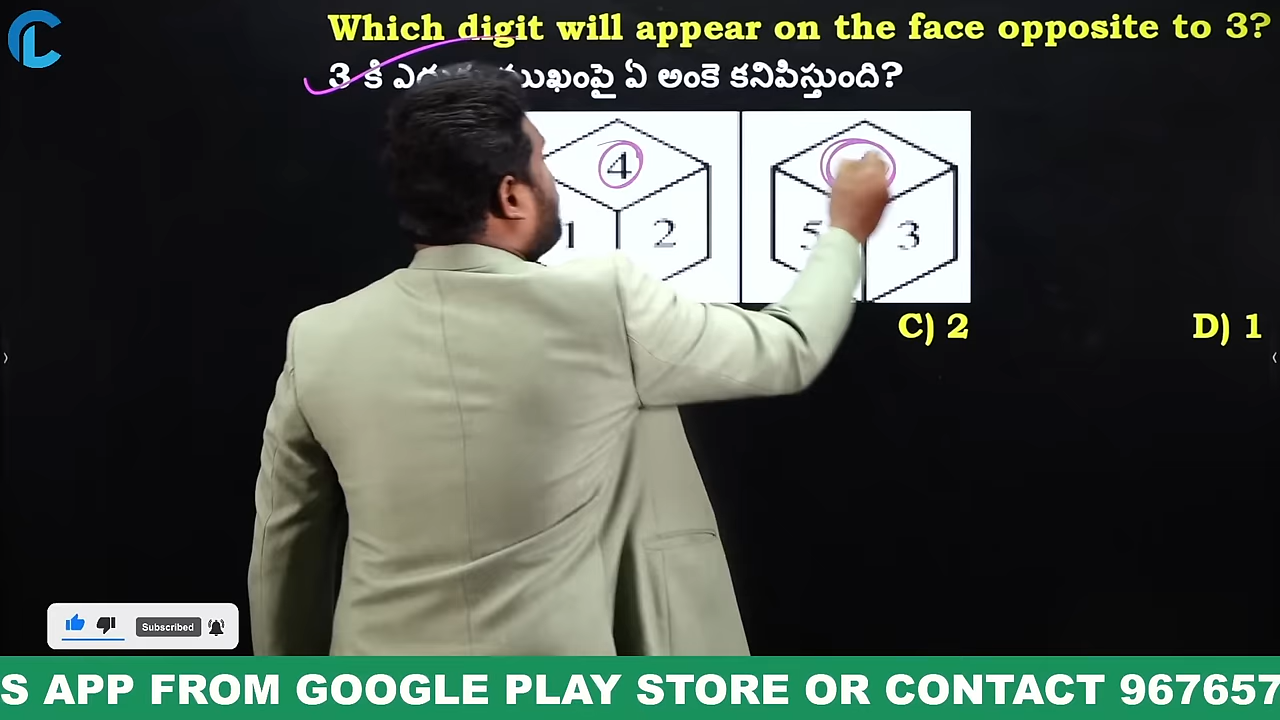 Which digit will appear on the face opposite to 3?
3 కి ఏ అంకె కనిపిస్తుంది?
4
1 2
5 3
C) 2 D) 1
Subscribed
S APP FROM GOOGLE PLAY STORE OR CONTACT 967657